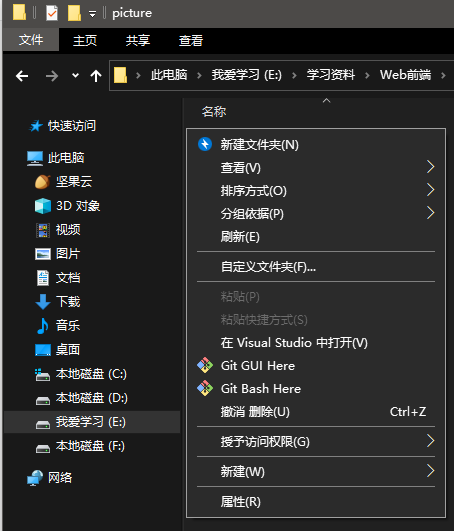 picture
文件 主页 共享 查看
此电脑 我爱学习 (E:) 学习资料 Web前端
名称
快速访问
此电脑
坚果云
3D 对象
视频
图片
文档
下载
音乐
桌面
本地磁盘 (C:)
本地磁盘 (D:)
我爱学习 (E:)
本地磁盘 (F:)
网络
新建文件夹(N)
查看(V)
排序方式(O)
分组依据(P)
刷新(E)
自定义文件夹(F)...
粘贴(P)
粘贴快捷方式(S)
在 Visual Studio 中打开(V)
Git GUI Here
Git Bash Here
撤消 删除(U) Ctrl+Z
授予访问权限(G)
新建(W)
属性(R)